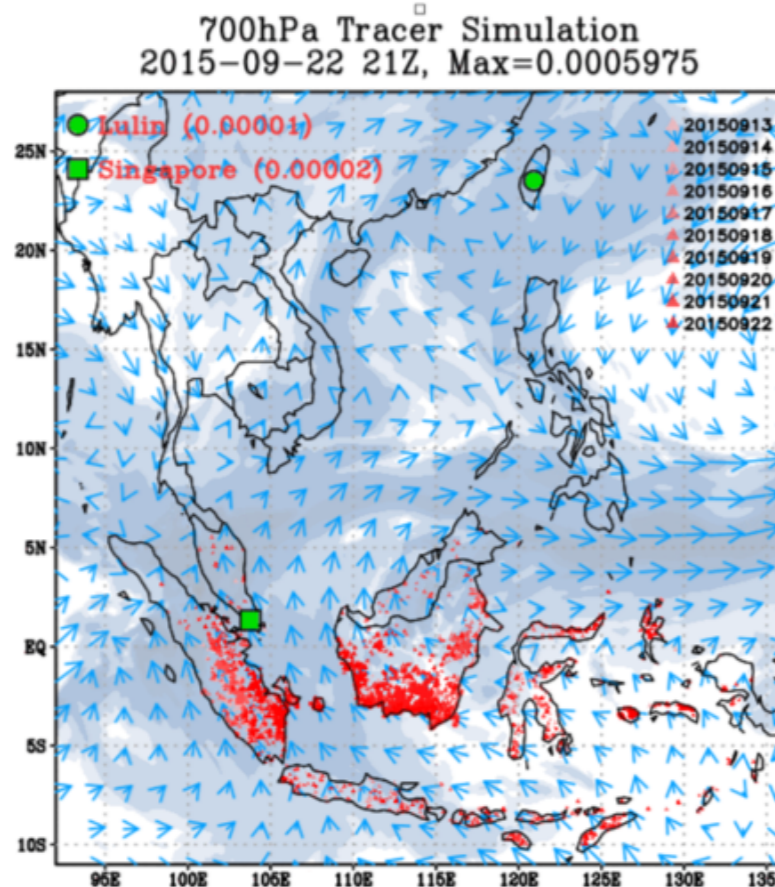 700hPa Tracer Simulation
2015-09-22 21Z, Max=0.0005975
Lulin (0.00001)
Singapore (0.00002)
20150913
20150914
20150915
20150916
20150917
20150918
20150919
20150920
20150921
20150922
25N
20N
15N
10N
5N
EQ
5S
10S
95E
100E
105E
110E
115E
120E
125E
130E
135